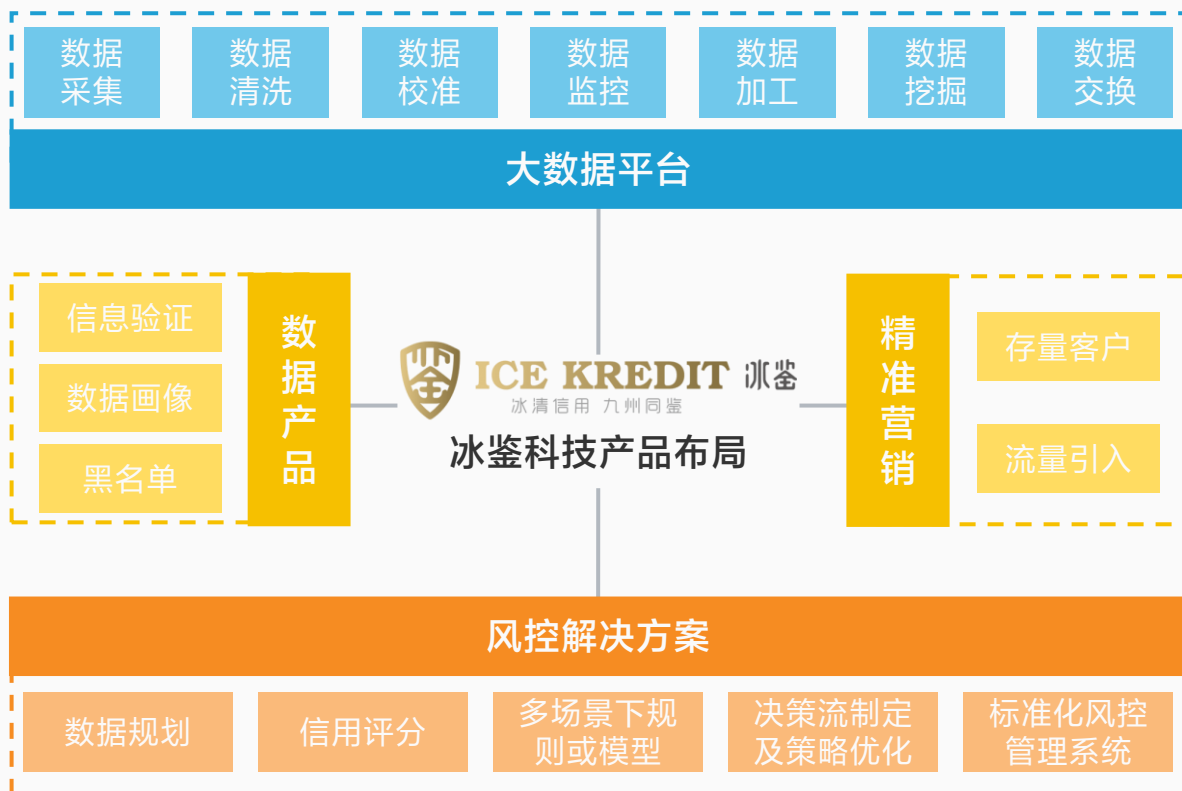 数据
采集
数据
清洗
数据
校准
数据
监控
数据
加工
数据
挖掘
数据
交换
大数据平台
信息验证
数据画像
黑名单
数据产品
ICE KREDIT 冰鉴
冰清信用 九州同鉴
冰鉴科技产品布局
精准营销
存量客户
流量引入
风控解决方案
数据规划
信用评分
多场景下规
则或模型
决策流制定
及策略优化
标准化风控
管理系统